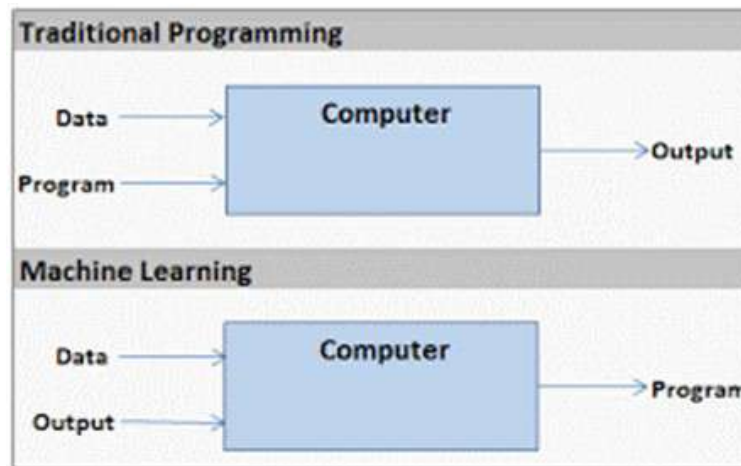 Traditional Programming
Data
Computer
Program
Output
Machine Learning
Data
Computer
Output
Program